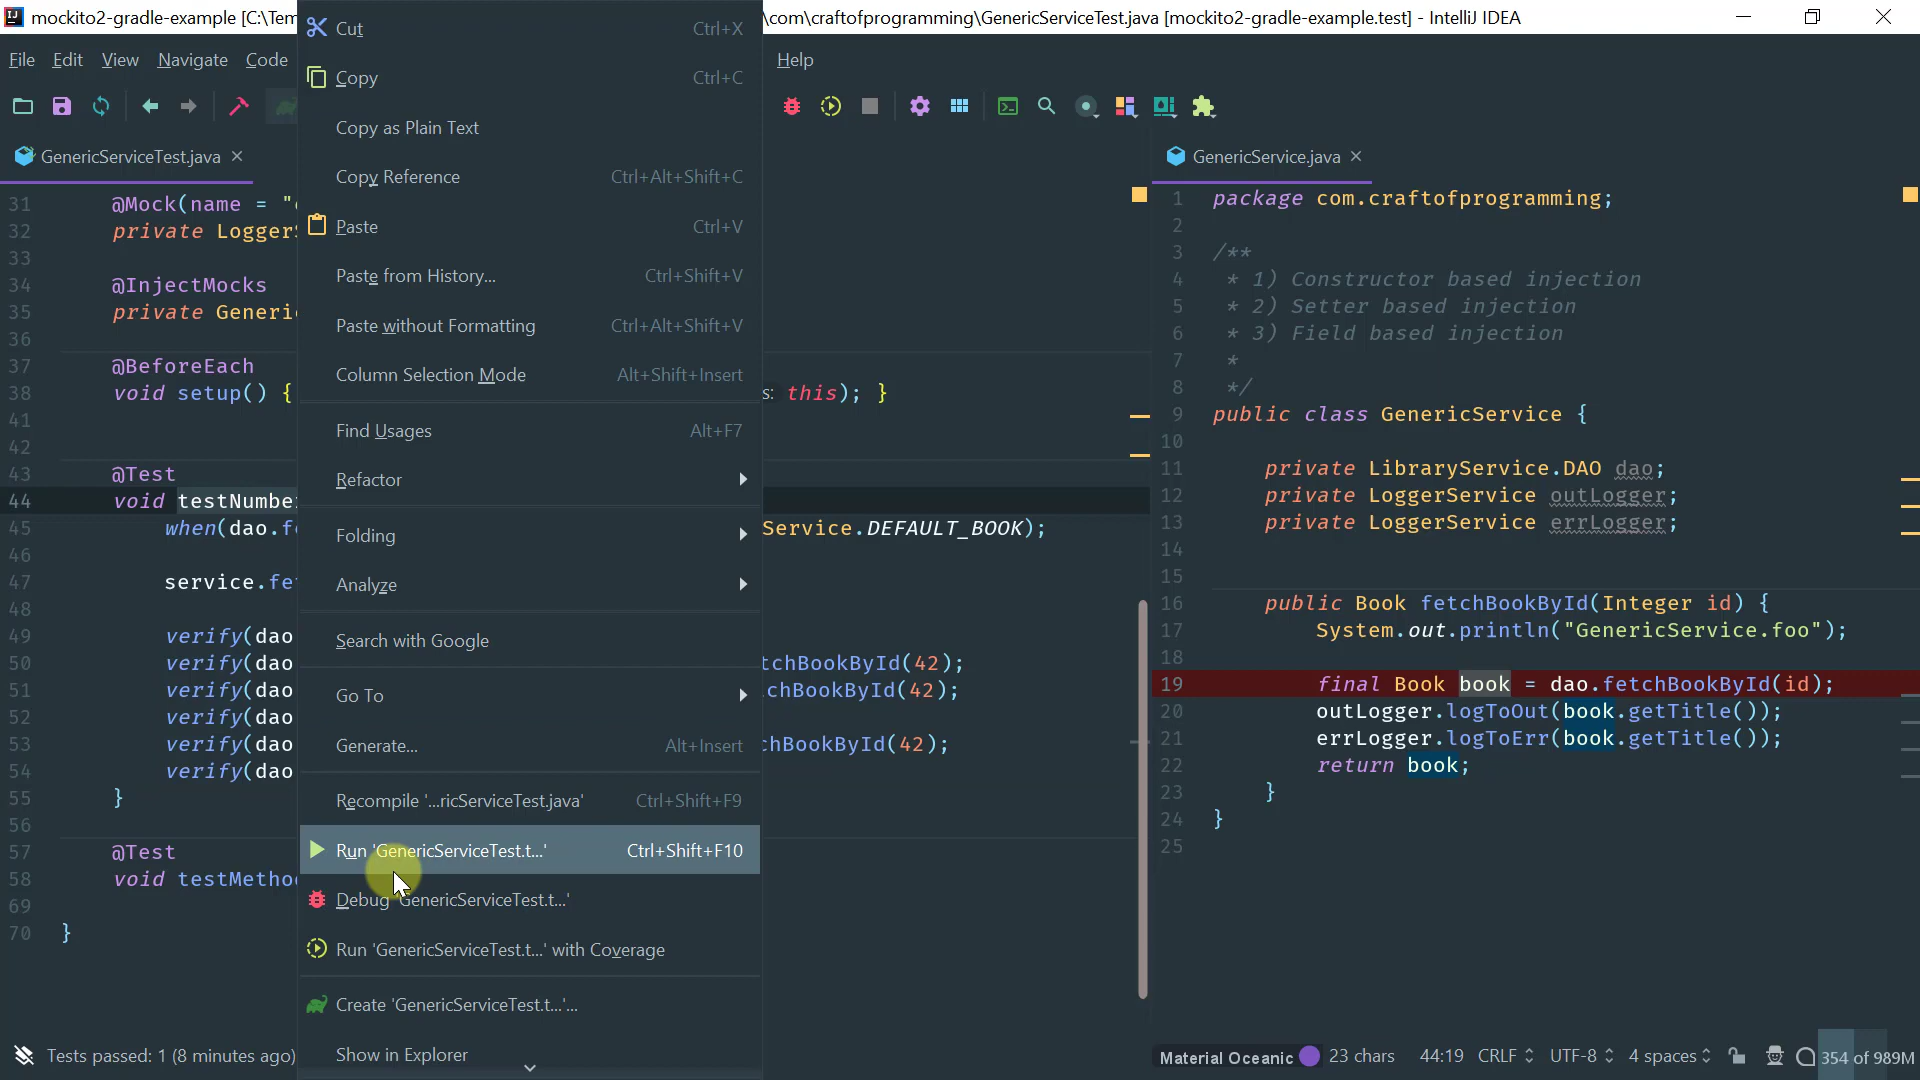 mockito2-gradle-example [C:\Tem
\com\craftofprogramming\GenericServiceTest.java [mockito2-gradle-example.test] - IntelliJ IDEA
File Edit View Navigate Code
Help
GenericServiceTest.java
31 @Mock(name = "
32 private Logger
33
34 @InjectMocks
35 private Generi
36
37 @BeforeEach
38 void setup() { s: this); }
41
42
43 @Test
44 void testNumbe
45 when(dao.f Service.DEFAULT_BOOK);
46
47 service.fe
48
49 verify(dao
50 verify(dao tchBookById(42);
51 verify(dao chBookById(42);
52 verify(dao
53 verify(dao hBookById(42);
54 verify(dao
55 }
56
57 @Test
58 void testMetho
69
70 }
Cut Ctrl+X
Copy Ctrl+C
Copy as Plain Text
Copy Reference Ctrl+Alt+Shift+C
Paste Ctrl+V
Paste from History... Ctrl+Shift+V
Paste without Formatting Ctrl+Alt+Shift+V
Column Selection Mode Alt+Shift+Insert
Find Usages Alt+F7
Refactor
Folding
Analyze
Search with Google
Go To
Generate... Alt+Insert
Recompile '...ricServiceTest.java' Ctrl+Shift+F9
Run 'GenericServiceTest.t...' Ctrl+Shift+F10
Debug 'GenericServiceTest.t...'
Run 'GenericServiceTest.t...' with Coverage
Create 'GenericServiceTest.t...'...
Show in Explorer
GenericService.java
1 package com.craftofprogramming;
2
3 /**
4 * 1) Constructor based injection
5 * 2) Setter based injection
6 * 3) Field based injection
7 *
8 */
9 public class GenericService {
10
11 private LibraryService.DAO dao;
12 private LoggerService outLogger;
13 private LoggerService errLogger;
14
15
16 public Book fetchBookById(Integer id) {
17 System.out.println("GenericService.foo");
18
19 final Book book = dao.fetchBookById(id);
20 outLogger.logToOut(book.getTitle());
21 errLogger.logToErr(book.getTitle());
22 return book;
23 }
24 }
25
Tests passed: 1 (8 minutes ago)
Material Oceanic 23 chars 44:19 CRLF UTF-8 4 spaces 354 of 989M